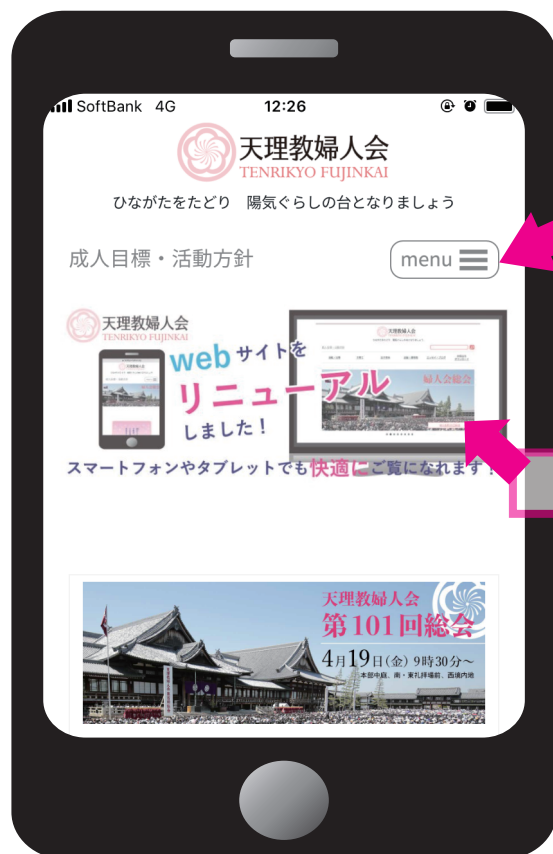 SoftBank 4G 12:26
天理教婦人会
TENRIKYO FUJINKAI
ひながたをたどり 陽気ぐらしの台となりましょう
成人目標・活動方針
menu
天理教婦人会
TENRIKYO FUJINKAI
webサイトを
リニューアル
しました!
婦人会総会
スマートフォンやタブレットでも快適にご覧になれます!
天理教婦人会
第101回総会
4月19日(金) 9時30分〜
本部中庭、南・東礼拝場前、西境内地